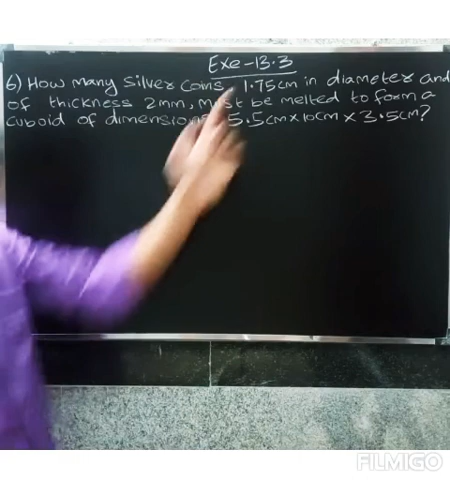 Exe-13.3
6) How many silver coins 1.75cm in diameter and
of thickness 2mm, must be melted to form a
cuboid of dimensions 5.5cm×10cm×3.5cm?
FILMIGO